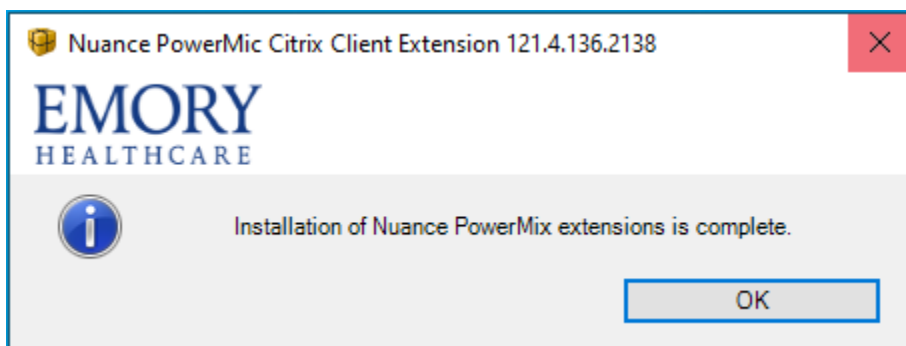 Nuance PowerMic Citrix Client Extension 121.4.136.2138
EMORY
HEALTHCARE
Installation of Nuance PowerMix extensions is complete.
OK